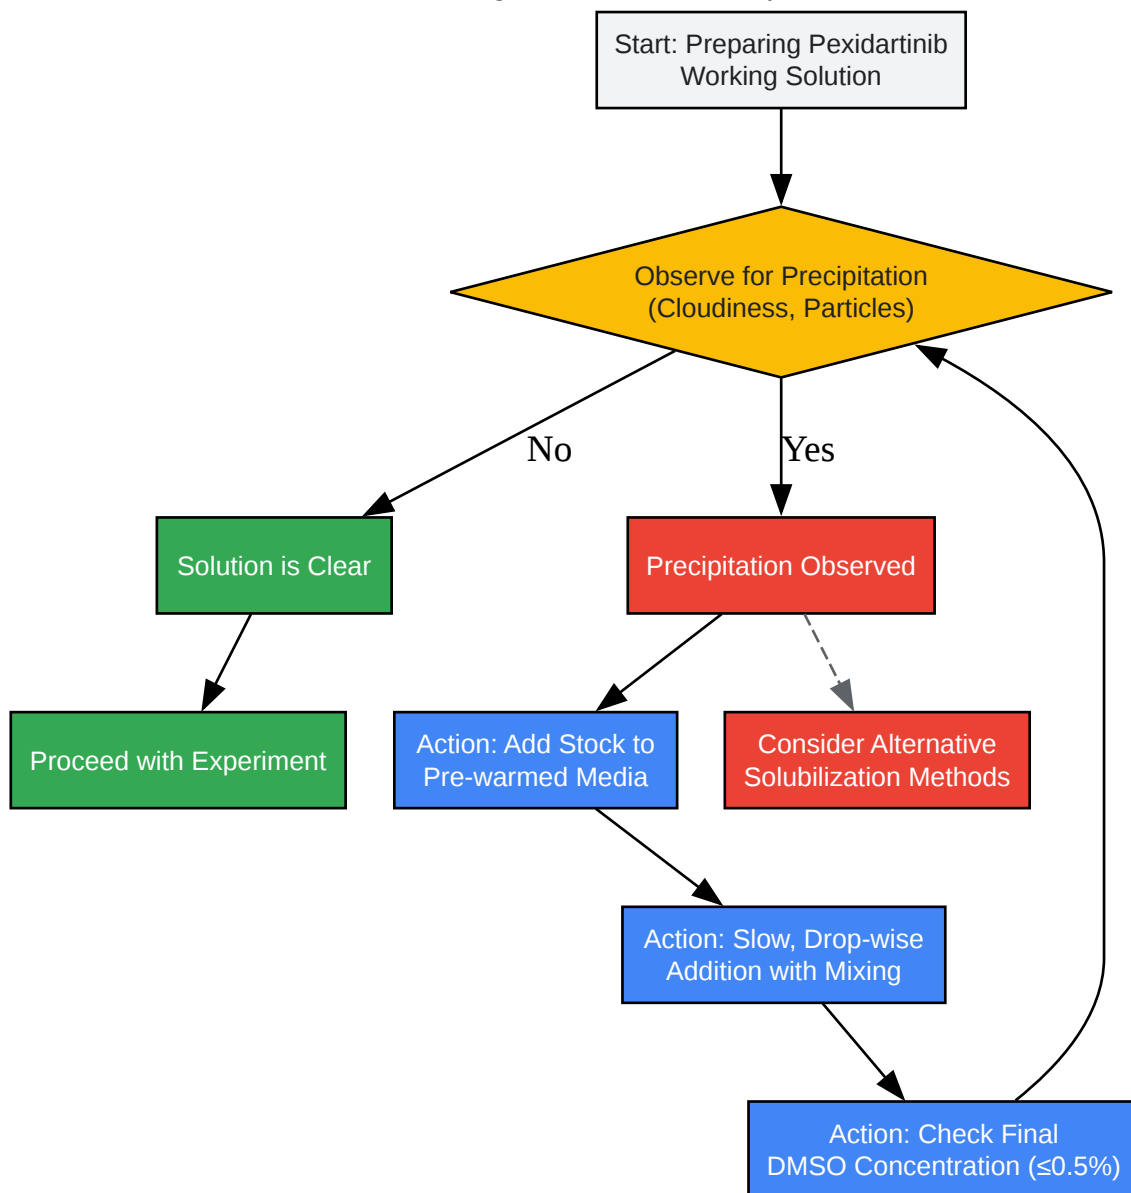 Start: Preparing Pexidartinib
Working Solution
Observe for Precipitation
(Cloudiness, Particles)
No
Yes
Solution is Clear
Precipitation Observed
Proceed with Experiment
Action: Add Stock to
Pre-warmed Media
Consider Alternative
Solubilization Methods
Action: Slow, Drop-wise
Addition with Mixing
Action: Check Final
DMSO Concentration (≤0.5%)